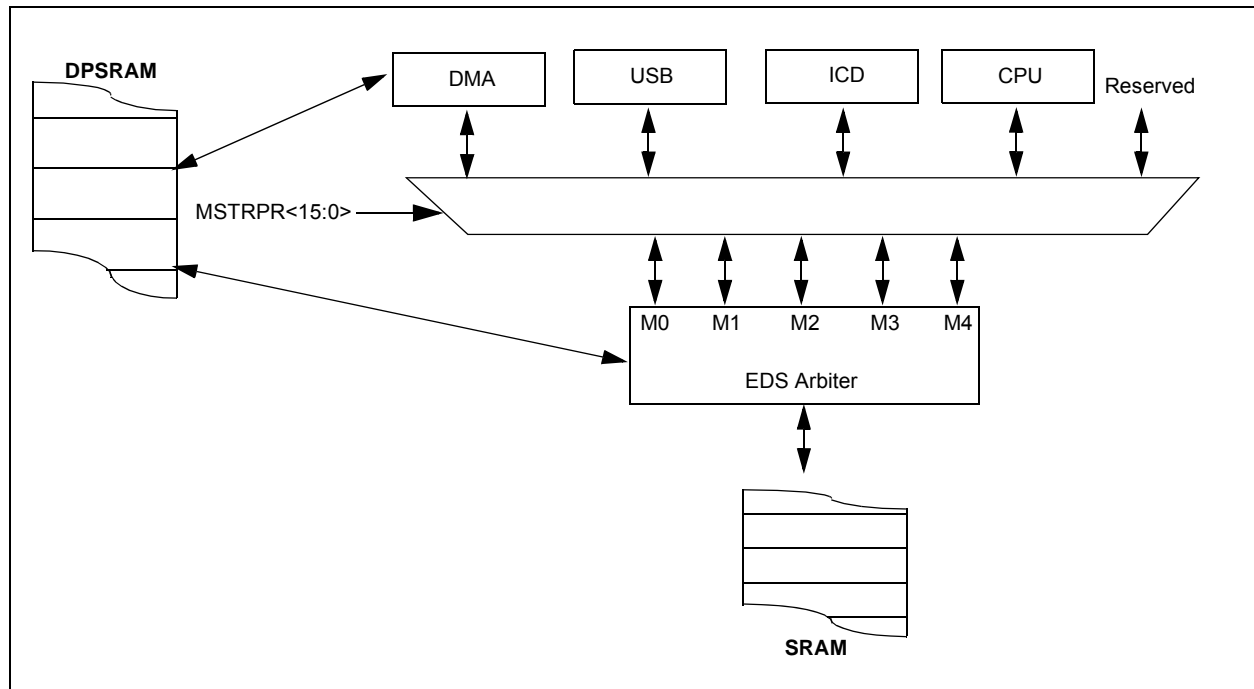 DPSRAM
DMA
USB
ICD
CPU
Reserved
MSTRPR<15:0>
M0
M1
M2
M3
M4
EDS Arbiter
SRAM